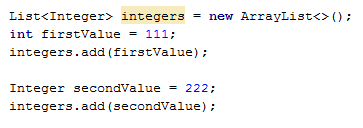 List<Integer> integers = new ArrayList<>();
int firstValue = 111;
integers.add(firstValue);
Integer secondValue = 222;
integers.add(secondValue);